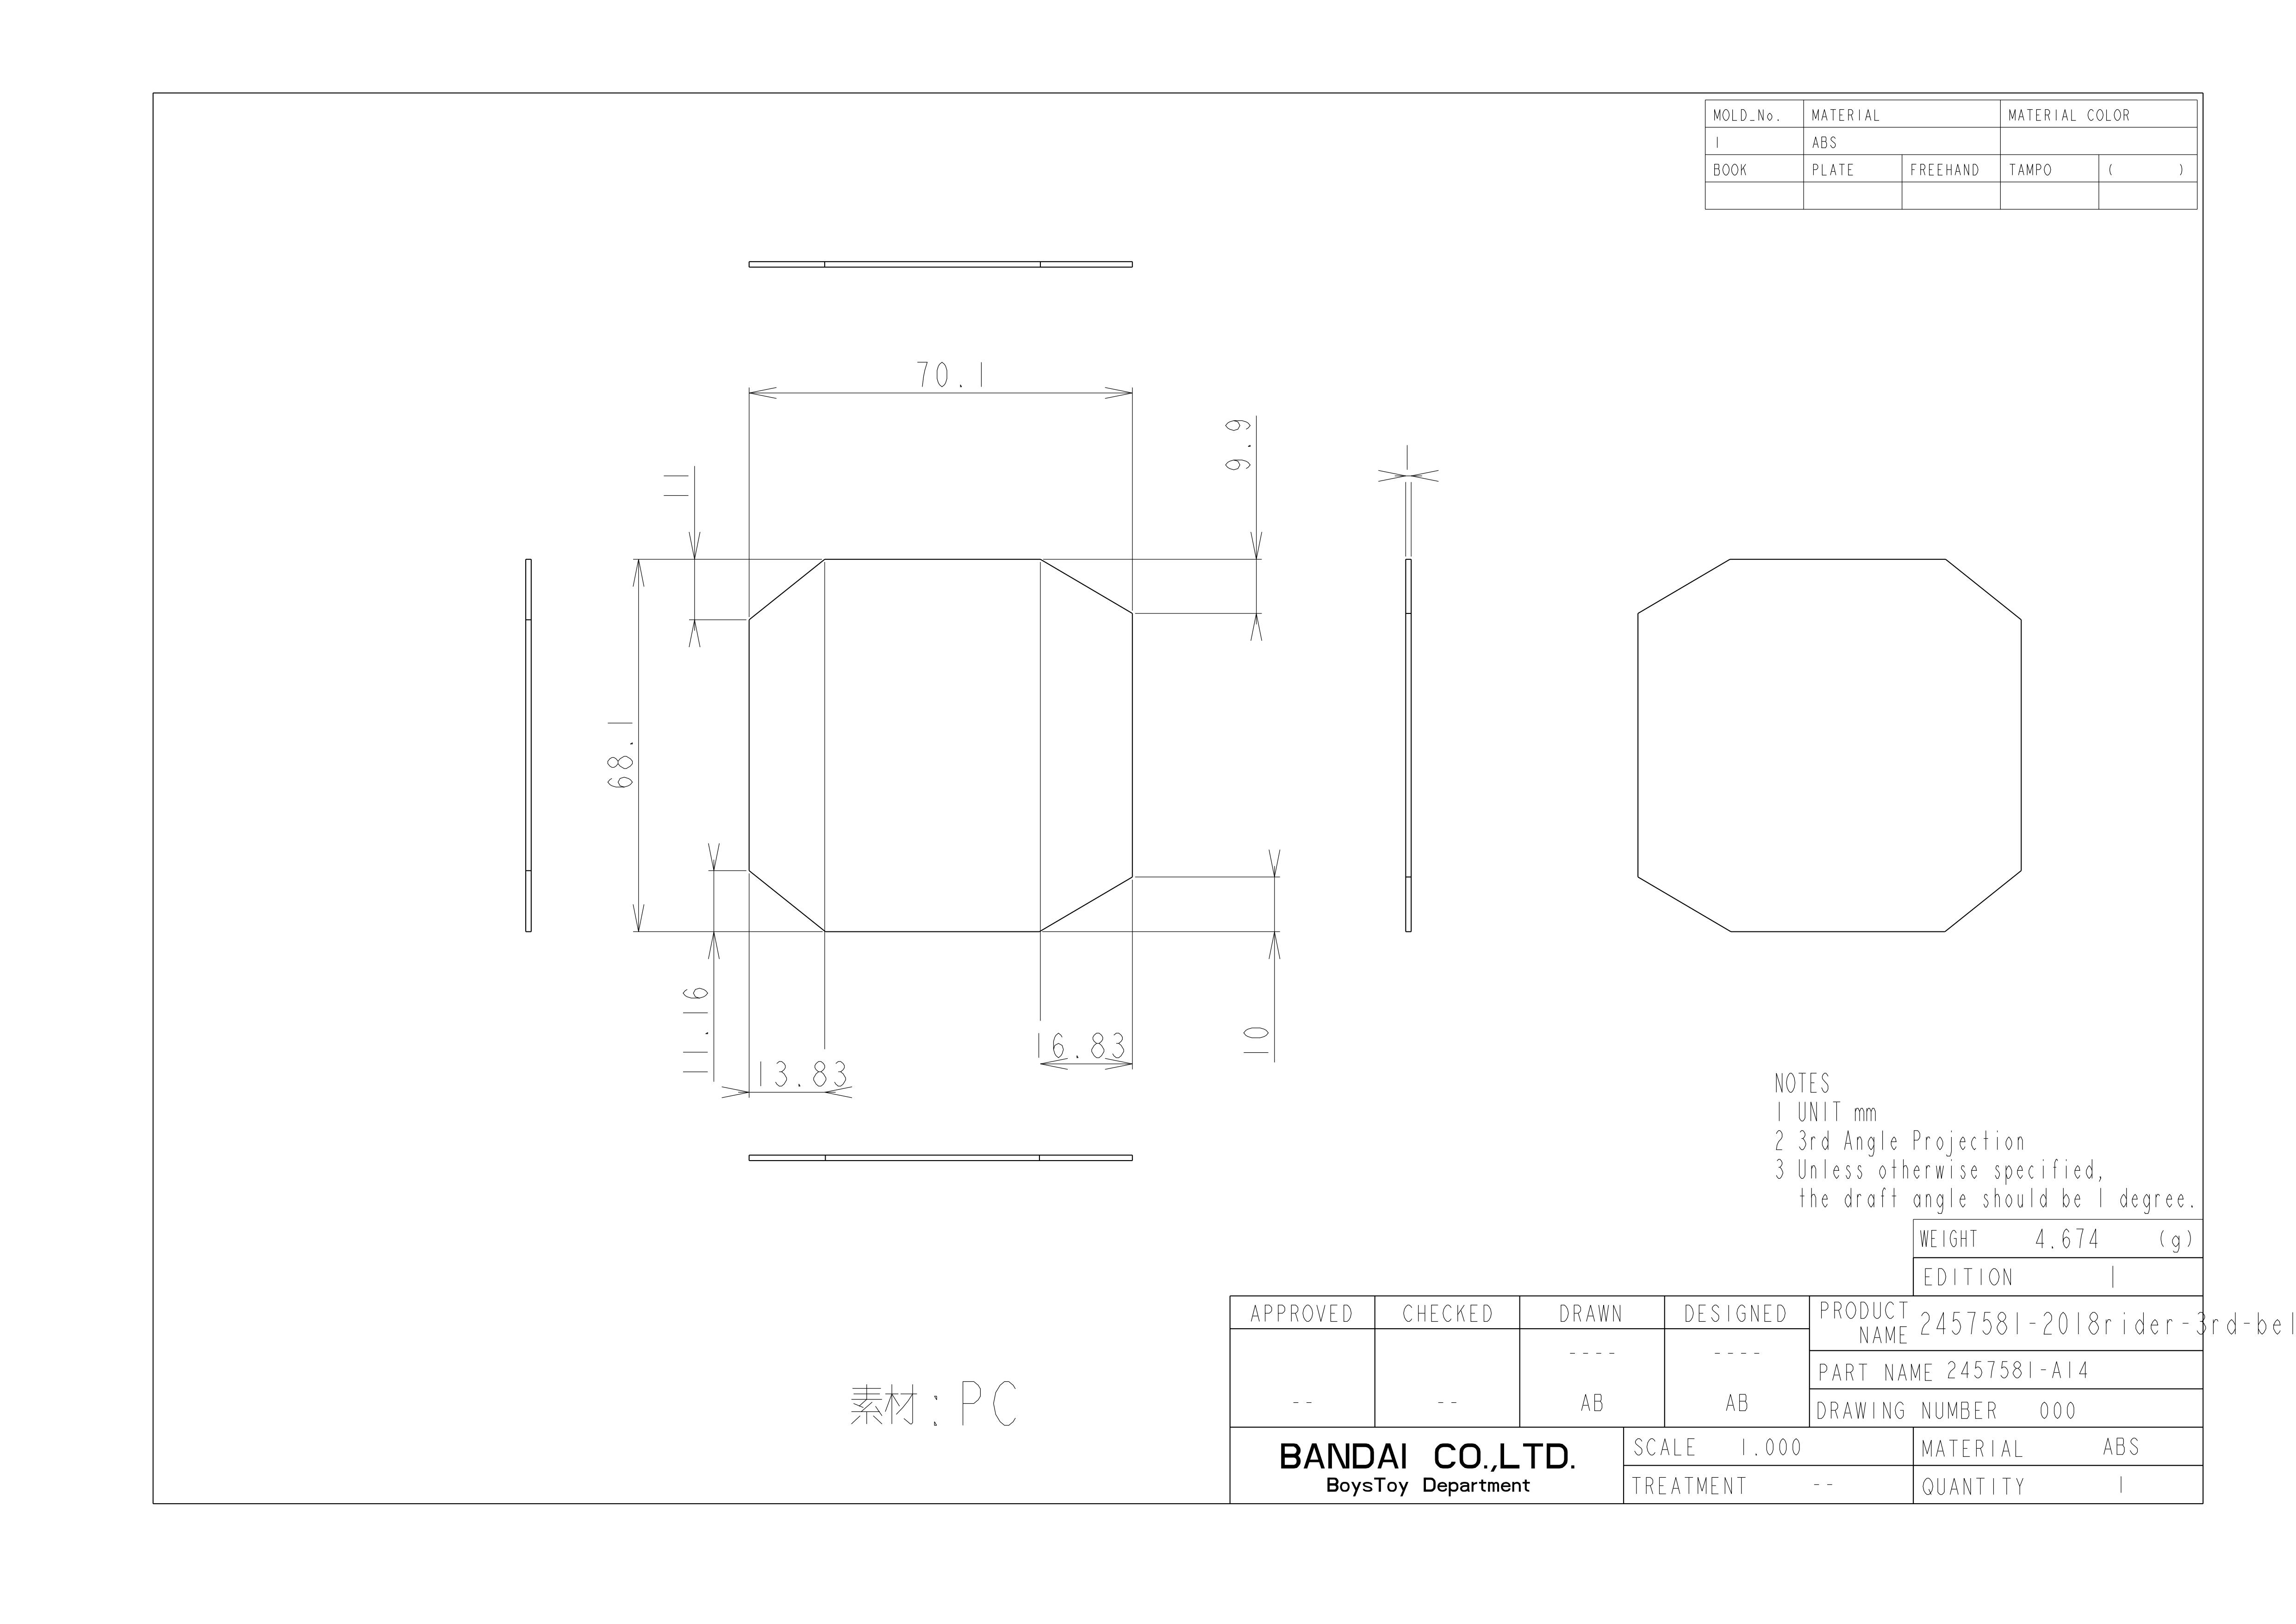 MOLD_No. MATERIAL MATERIAL COLOR
1 ABS
BOOK PLATE FREEHAND TAMPO ( )
70.1
9.9
11
1
68.1
11.16
10
16.83
13.83
NOTES
1 UNIT mm
2 3rd Angle Projection
3 Unless otherwise specified,
the draft angle should be 1 degree.
WEIGHT 4.674 (g)
EDITION 1
APPROVED CHECKED DRAWN DESIGNED
PRODUCT NAME 2457581-2018rider-3rd-bel
---- ----
PART NAME 2457581-A14
-- -- AB AB
DRAWING NUMBER 000
素材:PC
BANDAI CO.,LTD.
BoysToy Department
SCALE 1.000 MATERIAL ABS
TREATMENT -- QUANTITY 1